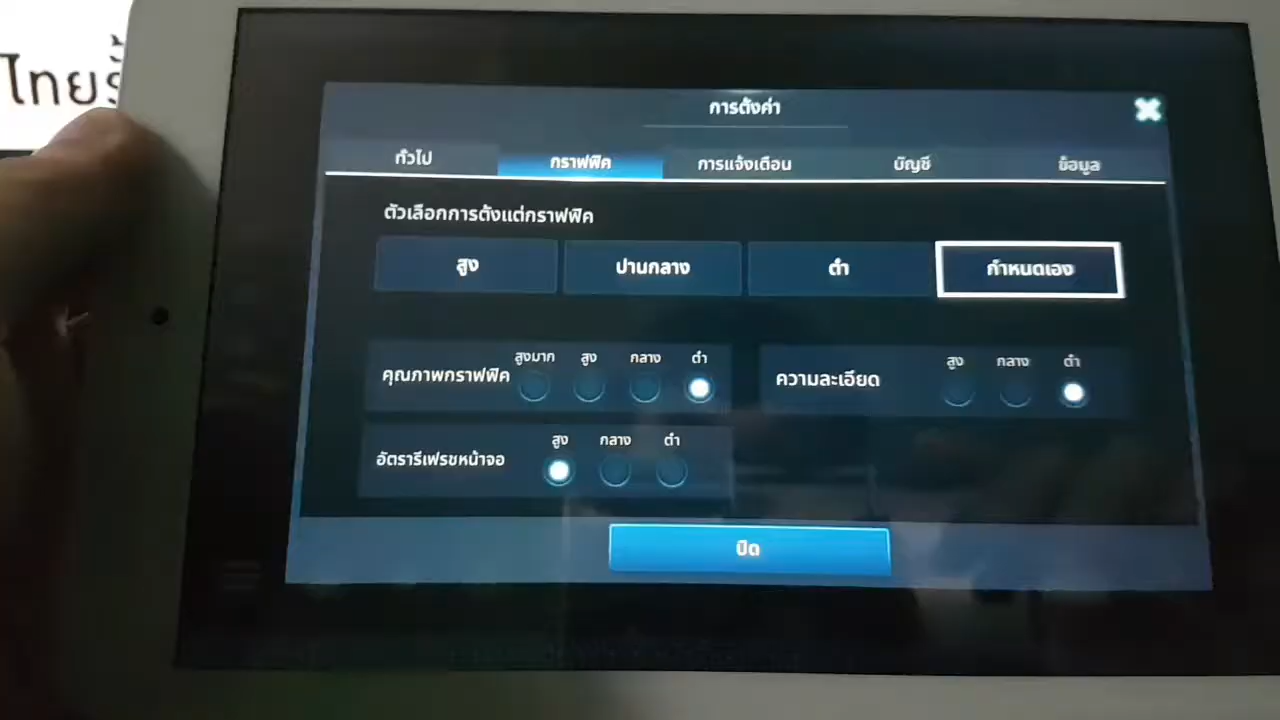 ไทยรั
การตั้งค่า
ทั่วไป กราฟฟิค การแจ้งเตือน บัญชี ข้อมูล
ตัวเลือกการตั้งแต่กราฟฟิค
สูง ปานกลาง ต่ำ กำหนดเอง
สูงมาก สูง กลาง ต่ำ
คุณภาพกราฟฟิค
สูง กลาง ต่ำ
ความละเอียด
สูง กลาง ต่ำ
อัตรารีเฟรชหน้าจอ
ปิด